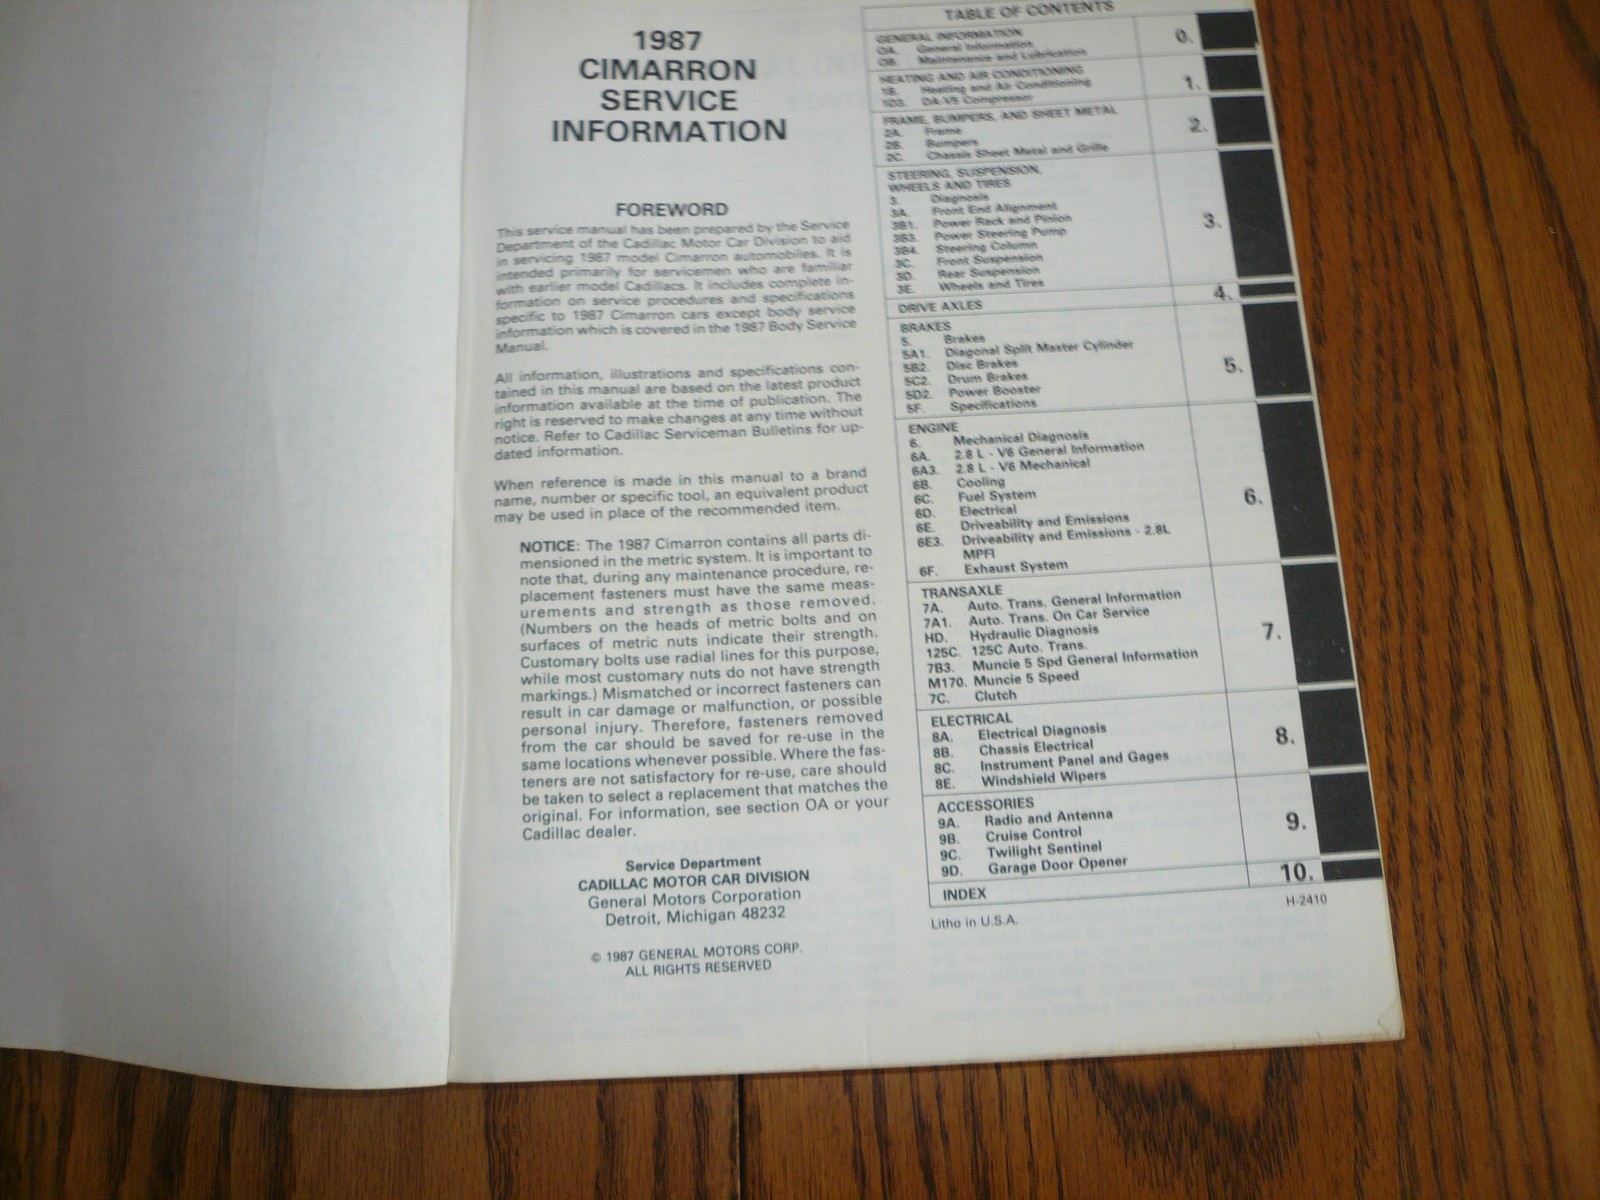 1987
CIMARRON
SERVICE
INFORMATION
FOREWORD
This service manual has been prepared by the Service
Department of the Cadillac Motor Car Division to aid
in servicing 1987 model Cimarron automobiles. It is
intended primarily for servicemen who are familiar
with earlier model Cadillacs. It includes complete in-
formation on service procedures and specifications
specific to 1987 Cimarron cars except body service
information which is covered in the 1987 Body Service
Manual.
All information, illustrations and specifications con-
tained in this manual are based on the latest product
information available at the time of publication. The
right is reserved to make changes at any time without
notice. Refer to Cadillac Serviceman Bulletins for up-
dated information.
When reference is made in this manual to a brand
name, number or specific tool, an equivalent product
may be used in place of the recommended item.
NOTICE: The 1987 Cimarron contains all parts di-
mensioned in the metric system. It is important to
note that, during any maintenance procedure, re-
placement fasteners must have the same meas-
urements and strength as those removed.
(Numbers on the heads of metric bolts and on
surfaces of metric nuts indicate their strength.
Customary bolts use radial lines for this purpose,
while most customary nuts do not have strength
markings.) Mismatched or incorrect fasteners can
result in car damage or malfunction, or possible
personal injury. Therefore, fasteners removed
from the car should be saved for re-use in the
same locations whenever possible. Where the fas-
teners are not satisfactory for re-use, care should
be taken to select a replacement that matches the
original. For information, see section OA or your
Cadillac dealer.
Service Department
CADILLAC MOTOR CAR DIVISION
General Motors Corporation
Detroit, Michigan 48232
© 1987 GENERAL MOTORS CORP.
ALL RIGHTS RESERVED
TABLE OF CONTENTS
GENERAL INFORMATION 0.
OA. General Information
OB. Maintenance and Lubrication
HEATING AND AIR CONDITIONING 1.
1B. Heating and Air Conditioning
1D3. DA-V5 Compressor
FRAME, BUMPERS, AND SHEET METAL 2.
2A. Frame
2B. Bumpers
2C. Chassis Sheet Metal and Grille
STEERING, SUSPENSION,
WHEELS AND TIRES 3.
3. Diagnosis
3A. Front End Alignment
3B1. Power Rack and Pinion
3B3. Power Steering Pump
3B4. Steering Column
3C. Front Suspension
3D. Rear Suspension
3E. Wheels and Tires
DRIVE AXLES 4.
BRAKES 5.
5. Brakes
5A1. Diagonal Split Master Cylinder
5B2. Disc Brakes
5C2. Drum Brakes
5D2. Power Booster
5F. Specifications
ENGINE 6.
6. Mechanical Diagnosis
6A. 2.8 L - V6 General Information
6A3. 2.8 L - V6 Mechanical
6B. Cooling
6C. Fuel System
6D. Electrical
6E. Driveability and Emissions
6E3. Driveability and Emissions - 2.8L
MPFI
6F. Exhaust System
TRANSAXLE 7.
7A. Auto. Trans. General Information
7A1. Auto. Trans. On Car Service
HD. Hydraulic Diagnosis
125C. 125C Auto. Trans.
7B3. Muncie 5 Spd General Information
M170. Muncie 5 Speed
7C. Clutch
ELECTRICAL 8.
8A. Electrical Diagnosis
8B. Chassis Electrical
8C. Instrument Panel and Gages
8E. Windshield Wipers
ACCESSORIES 9.
9A. Radio and Antenna
9B. Cruise Control
9C. Twilight Sentinel
9D. Garage Door Opener
INDEX 10.
Litho in U.S.A. H-2410